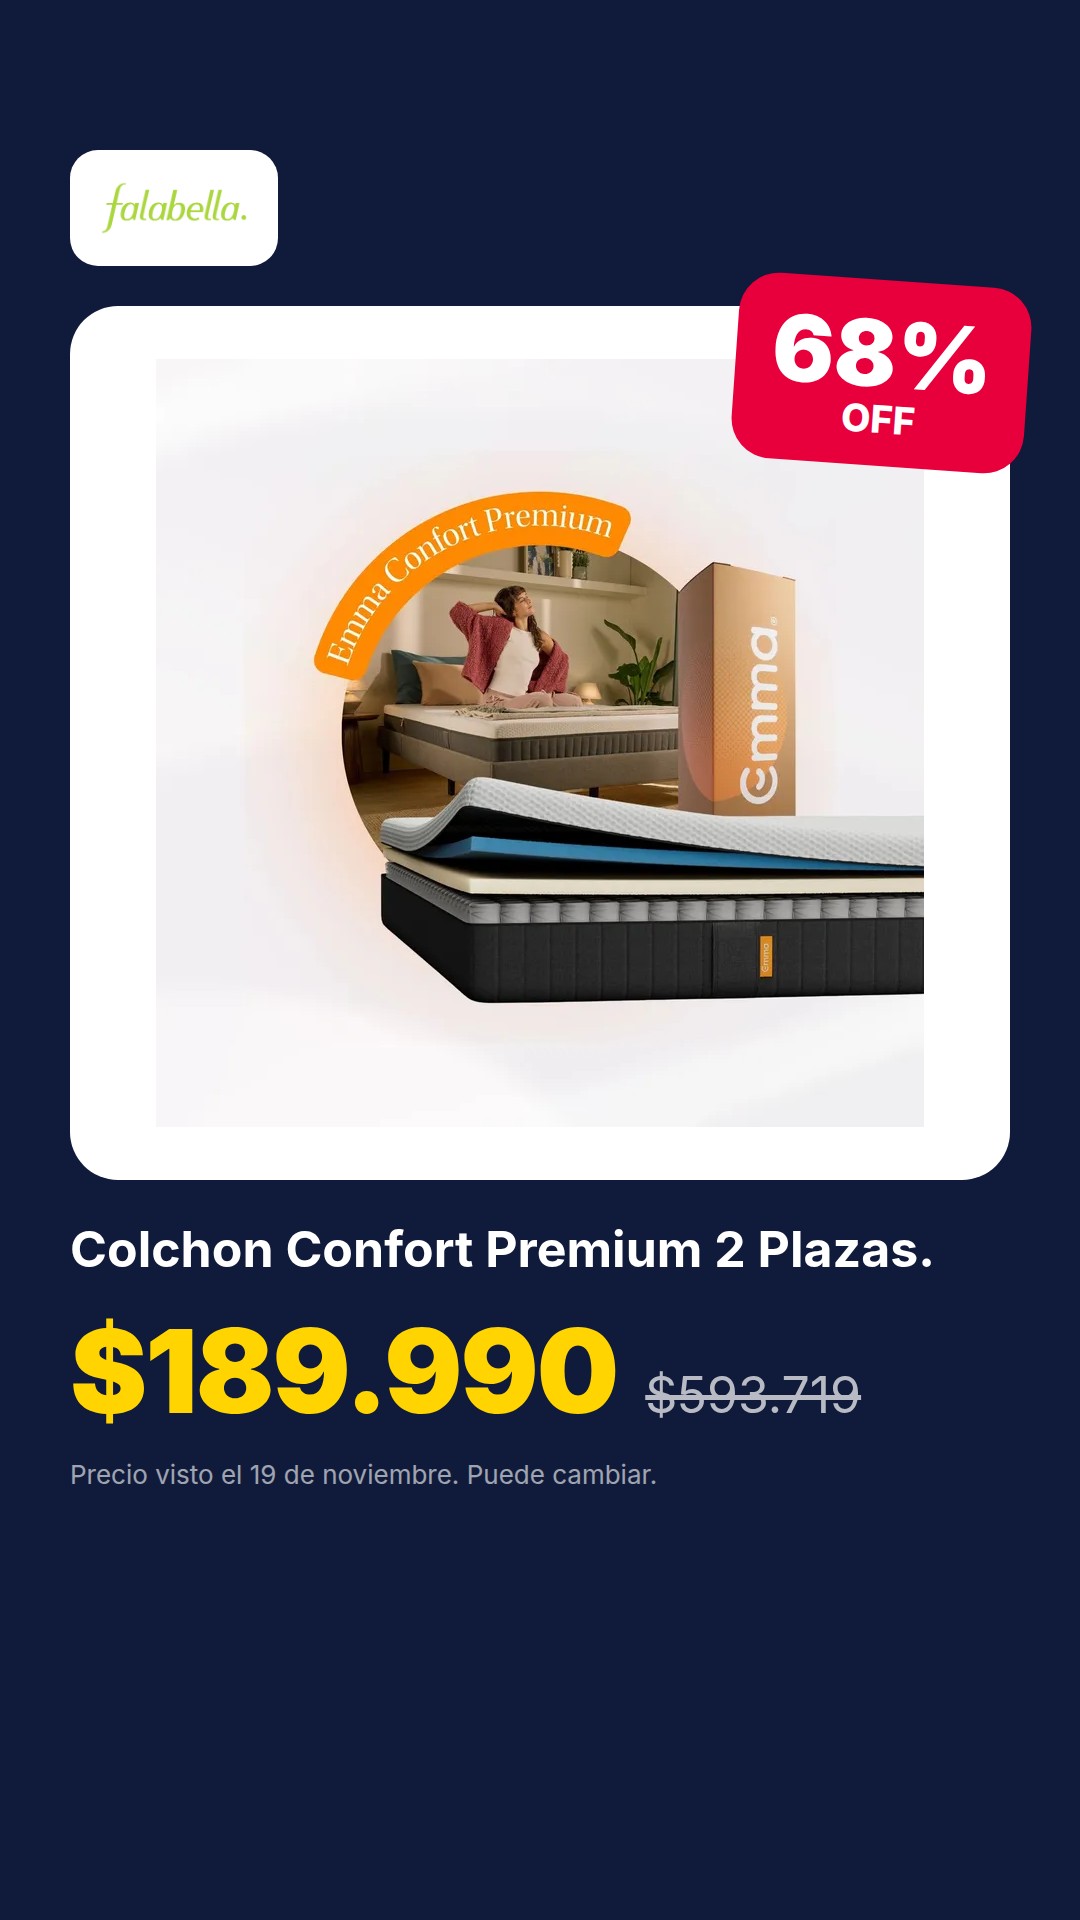 falabella.
68%
OFF
Emma Confort Premium
emma
emma
Colchon Confort Premium 2 Plazas.
$189.990 $593.719
Precio visto el 19 de noviembre. Puede cambiar.